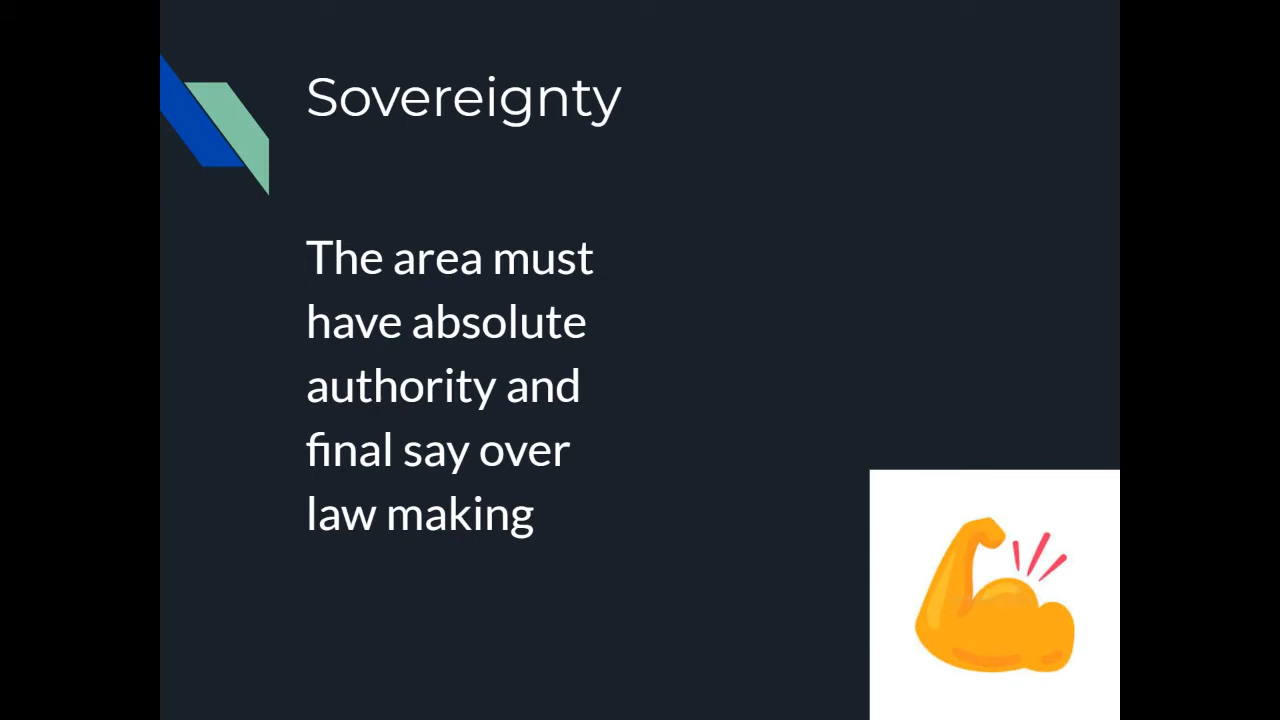 Sovereignty
The area must
have absolute
authority and
final say over
law making